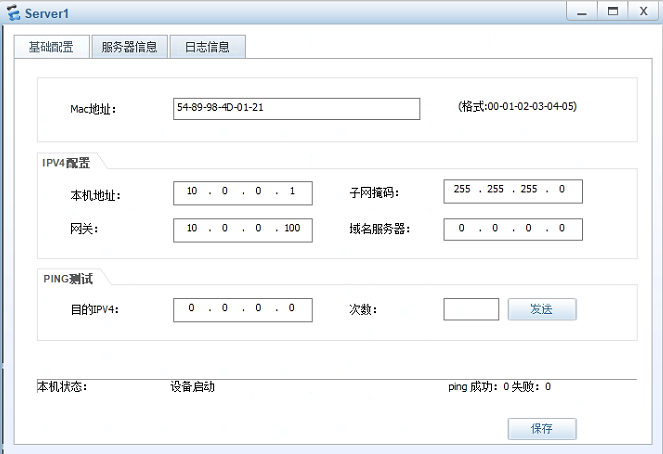 Server1
基础配置 服务器信息 日志信息
Mac地址: 54-89-98-4D-01-21 (格式:00-01-02-03-04-05)
IPV4配置
本机地址: 10 . 0 . 0 . 1 子网掩码: 255 . 255 . 255 . 0
网关: 10 . 0 . 0 . 100 域名服务器: 0 . 0 . 0 . 0
PING测试
目的IPV4: 0 . 0 . 0 . 0 次数: 发送
本机状态: 设备启动 ping 成功: 0 失败: 0
保存